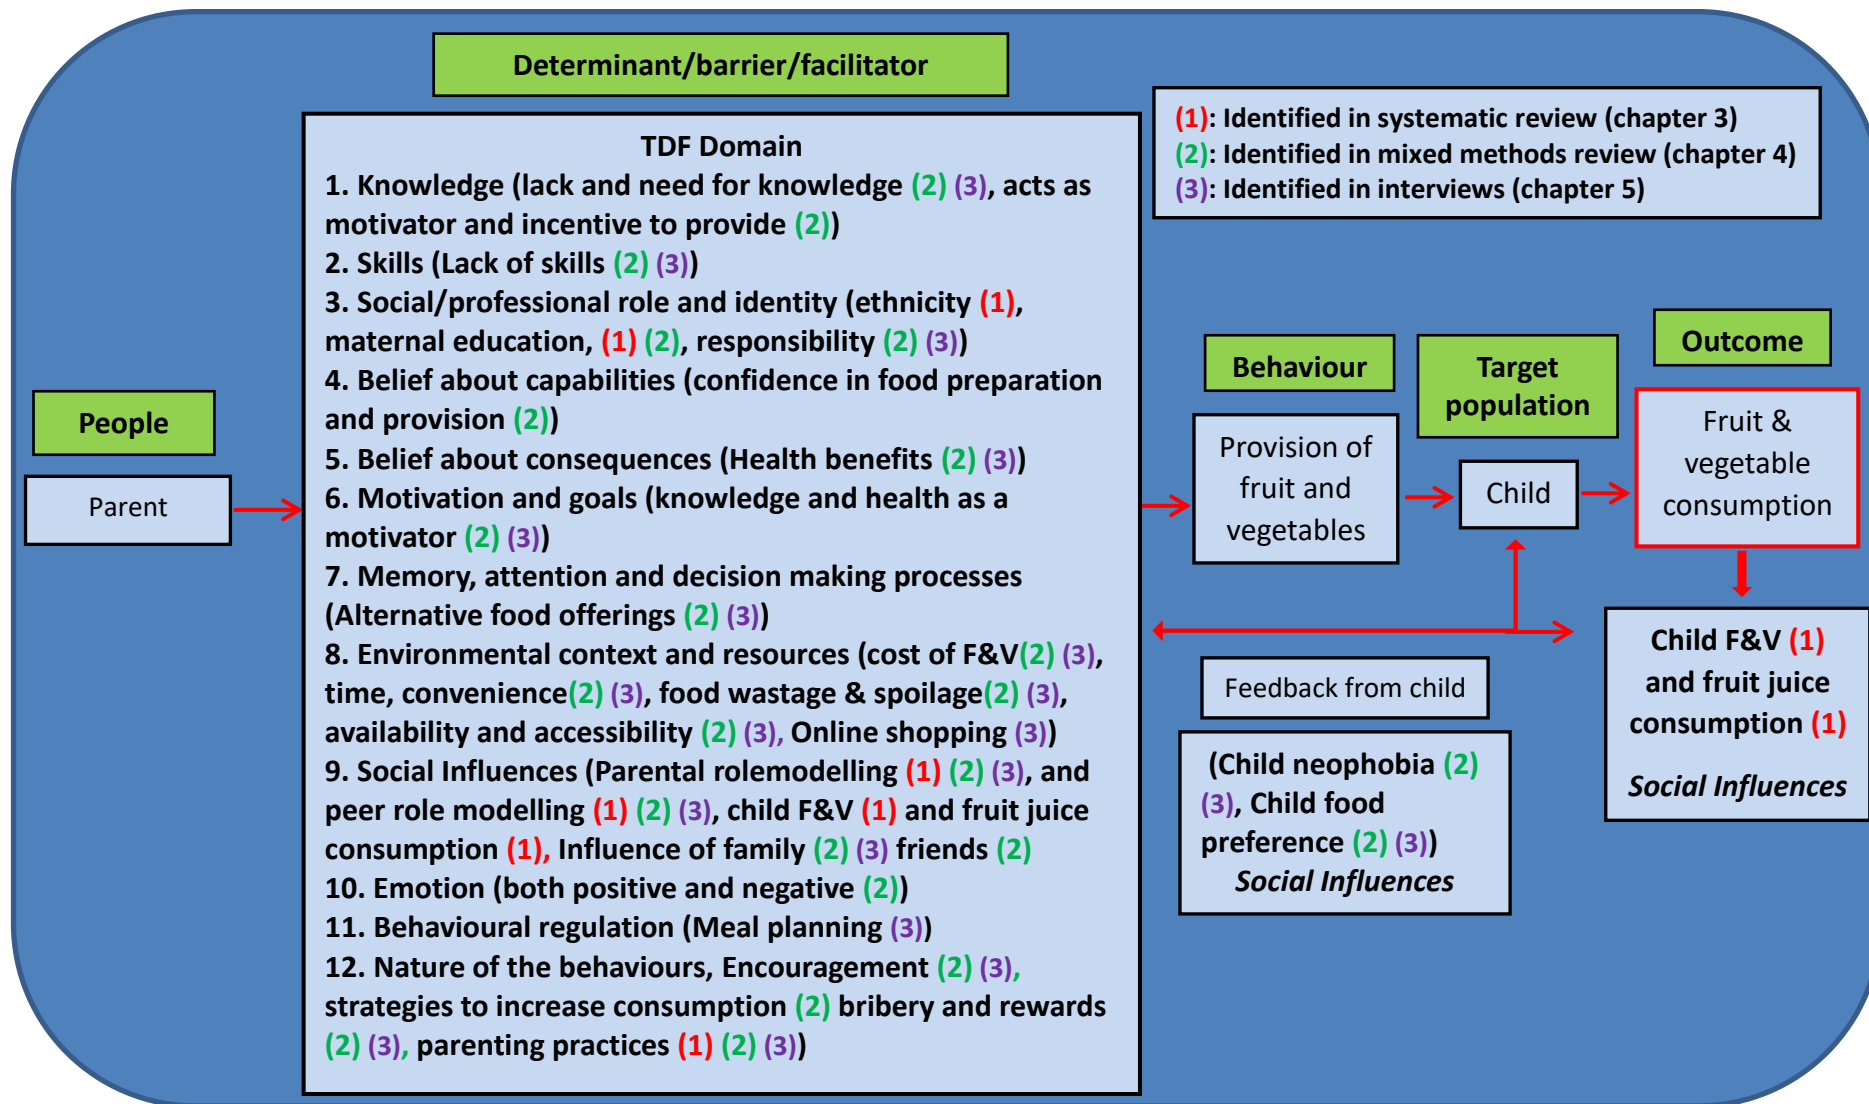 Determinant/barrier/facilitator
(1): Identified in systematic review (chapter 3)
(2): Identified in mixed methods review (chapter 4)
(3): Identified in interviews (chapter 5)
People
Parent
TDF Domain
1. Knowledge (lack and need for knowledge (2) (3), acts as
motivator and incentive to provide (2))
2. Skills (Lack of skills (2) (3))
3. Social/professional role and identity (ethnicity (1),
maternal education, (1) (2), responsibility (2) (3))
4. Belief about capabilities (confidence in food preparation
and provision (2))
5. Belief about consequences (Health benefits (2) (3))
6. Motivation and goals (knowledge and health as a
motivator (2) (3))
7. Memory, attention and decision making processes
(Alternative food offerings (2) (3))
8. Environmental context and resources (cost of F&V(2) (3),
time, convenience(2) (3), food wastage & spoilage(2) (3),
availability and accessibility (2) (3), Online shopping (3))
9. Social Influences (Parental rolemodelling (1) (2) (3), and
peer role modelling (1) (2) (3), child F&V (1) and fruit juice
consumption (1), Influence of family (2) (3) friends (2)
10. Emotion (both positive and negative (2))
11. Behavioural regulation (Meal planning (3))
12. Nature of the behaviours, Encouragement (2) (3),
strategies to increase consumption (2) bribery and rewards
(2) (3), parenting practices (1) (2) (3))
Behaviour
Provision of
fruit and
vegetables
Target
population
Child
Outcome
Fruit &
vegetable
consumption
Feedback from child
(Child neophobia (2)
(3), Child food
preference (2) (3))
Social Influences
Child F&V (1)
and fruit juice
consumption (1)
Social Influences